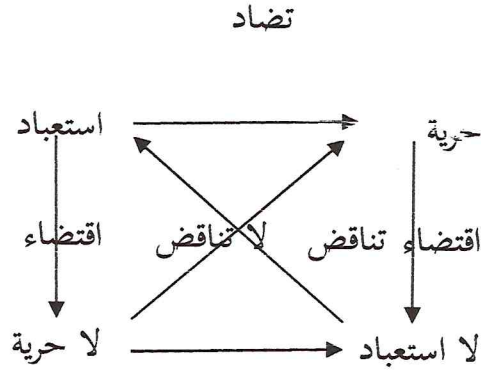 تضاد
حرية استعباد
اقتضاء تناقض لا تناقض اقتضاء
لا استعباد لا حرية